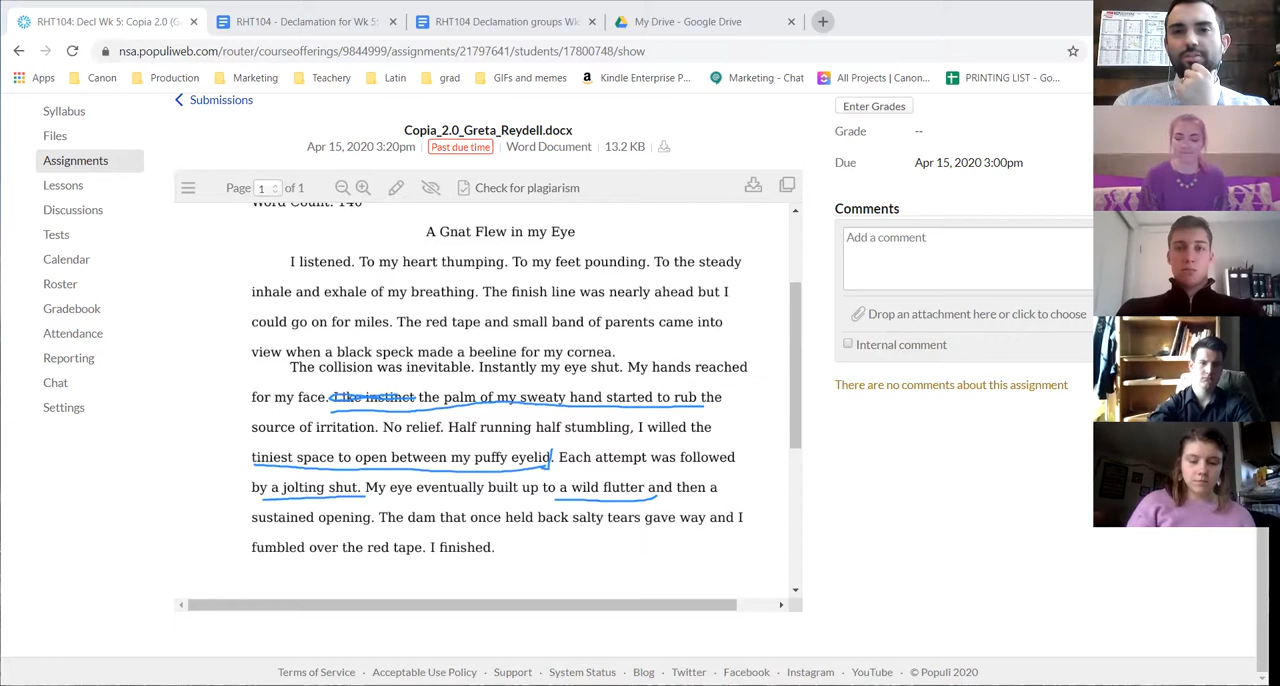 RHT104: Decl Wk 5: Copia 2.0 (G
RHT104 - Declamation for Wk 5:
RHT104 Declamation groups Wk
My Drive - Google Drive
nsa.populiweb.com/router/courseofferings/9844999/assignments/21797641/students/17800748/show
Apps Canon Production Marketing Teachery Latin grad GIFs and memes Kindle Enterprise P... Marketing - Chat All Projects | Canon... PRINTING LIST - Go...
Syllabus
Files
Assignments
Lessons
Discussions
Tests
Calendar
Roster
Gradebook
Attendance
Reporting
Chat
Settings
Submissions
Copia_2.0_Greta_Reydell.docx
Apr 15, 2020 3:20pm Past due time Word Document 13.2 KB
Page 1 of 1 Check for plagiarism
Word Count: 140
A Gnat Flew in my Eye
I listened. To my heart thumping. To my feet pounding. To the steady
inhale and exhale of my breathing. The finish line was nearly ahead but I
could go on for miles. The red tape and small band of parents came into
view when a black speck made a beeline for my cornea.
The collision was inevitable. Instantly my eye shut. My hands reached
for my face. Like instinct the palm of my sweaty hand started to rub the
source of irritation. No relief. Half running half stumbling, I willed the
tiniest space to open between my puffy eyelid. Each attempt was followed
by a jolting shut. My eye eventually built up to a wild flutter and then a
sustained opening. The dam that once held back salty tears gave way and I
fumbled over the red tape. I finished.
Enter Grades
Grade --
Due Apr 15, 2020 3:00pm
Comments
Add a comment
Drop an attachment here or click to choose
Internal comment
There are no comments about this assignment
Terms of Service · Acceptable Use Policy · Support · System Status · Blog · Twitter · Facebook · Instagram · YouTube · © Populi 2020